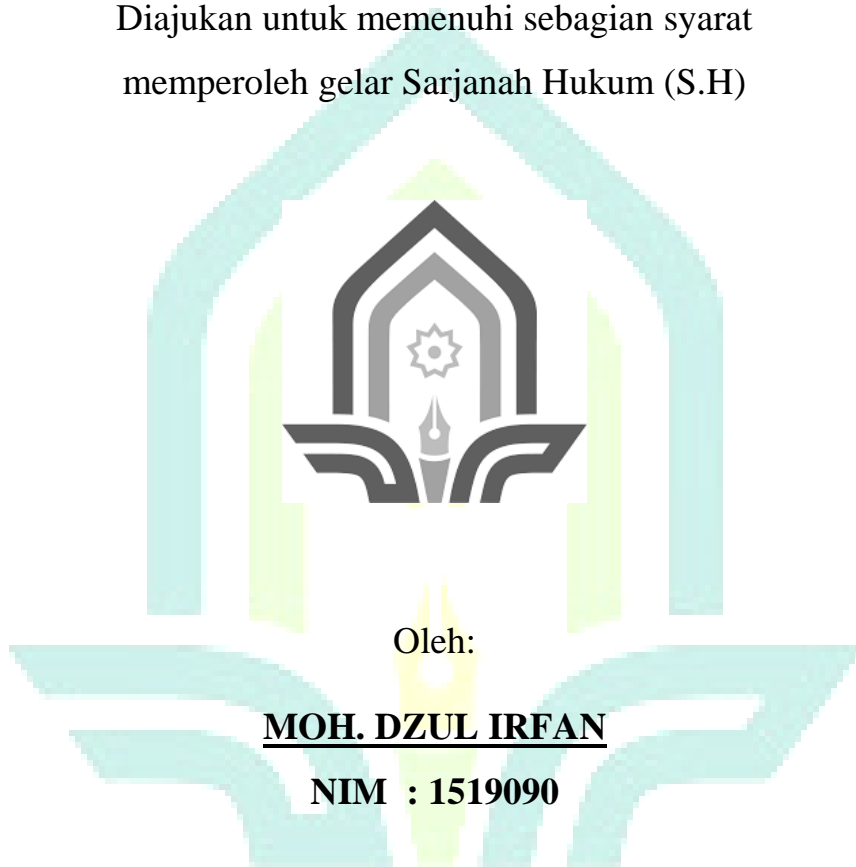 Diajukan untuk memenuhi sebagian syarat
memperoleh gelar Sarjanah Hukum (S.H)
Oleh:
MOH. DZUL IRFAN
NIM : 1519090